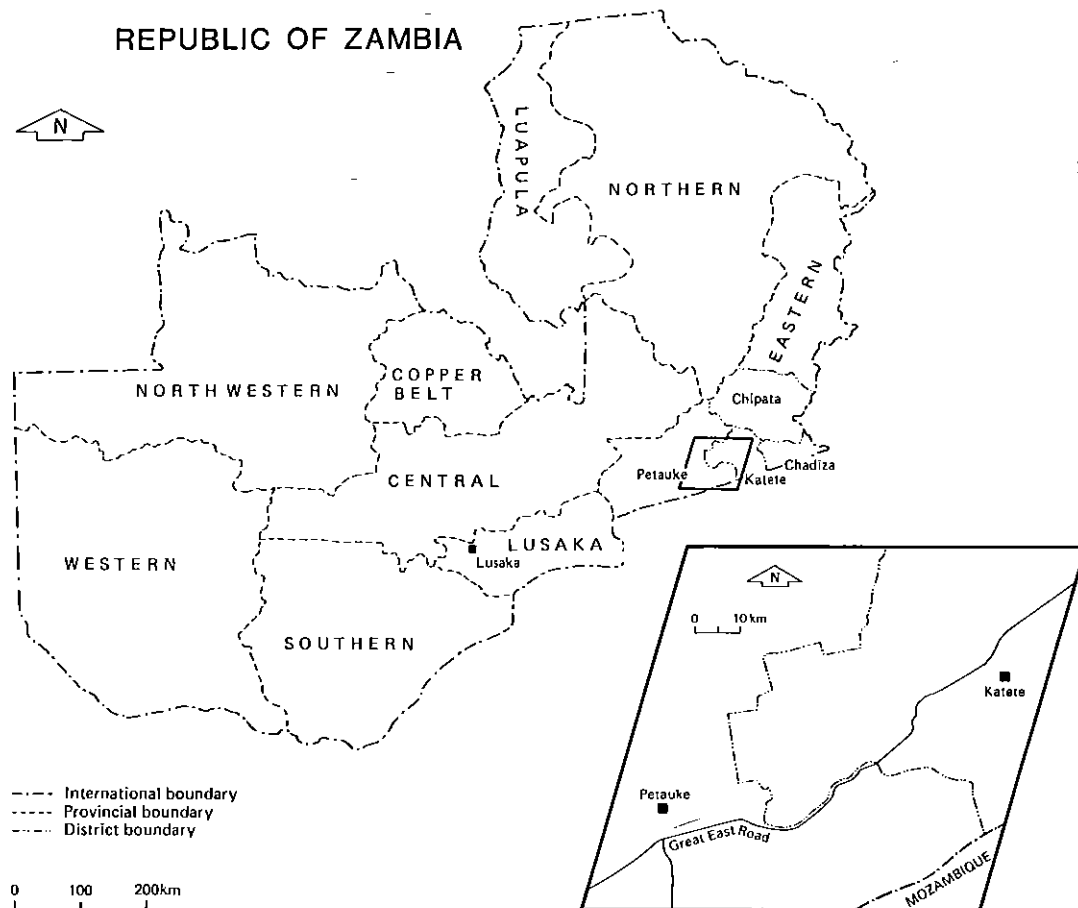 REPUBLIC OF ZAMBIA
N
LUAPULA
NORTHERN
EASTERN
NORTH WESTERN
COPPER
BELT
Chipata
Chadiza
Petauke
Katete
CENTRAL
LUSAKA
Lusaka
WESTERN
SOUTHERN
International boundary
Provincial boundary
District boundary
0 100 200km
N
0 10km
Katete
Petauke
Great East Road
MOZAMBIQUE